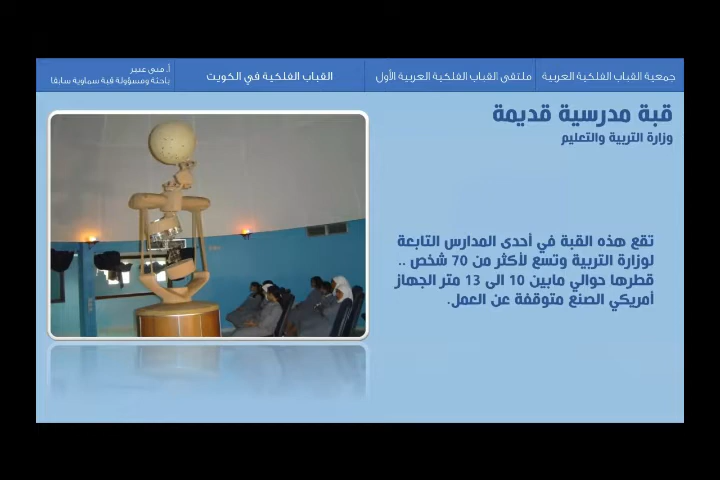 جمعية القباب الفلكية العربية
ملتقى القباب الفلكية العربية الأول
القباب الفلكية في الكويت
أ: منى عنبر
باحثة ومسؤولة قبة سماوية سابقا
قبة مدرسية قديمة
وزارة التربية والتعليم
تقع هذه القبة في أحدى المدارس التابعة
لوزارة التربية وتسع لأكثر من 70 شخص ..
قطرها حوالي مابين 10 الى 13 متر الجهاز
أمريكي الصنع متوقفة عن العمل.